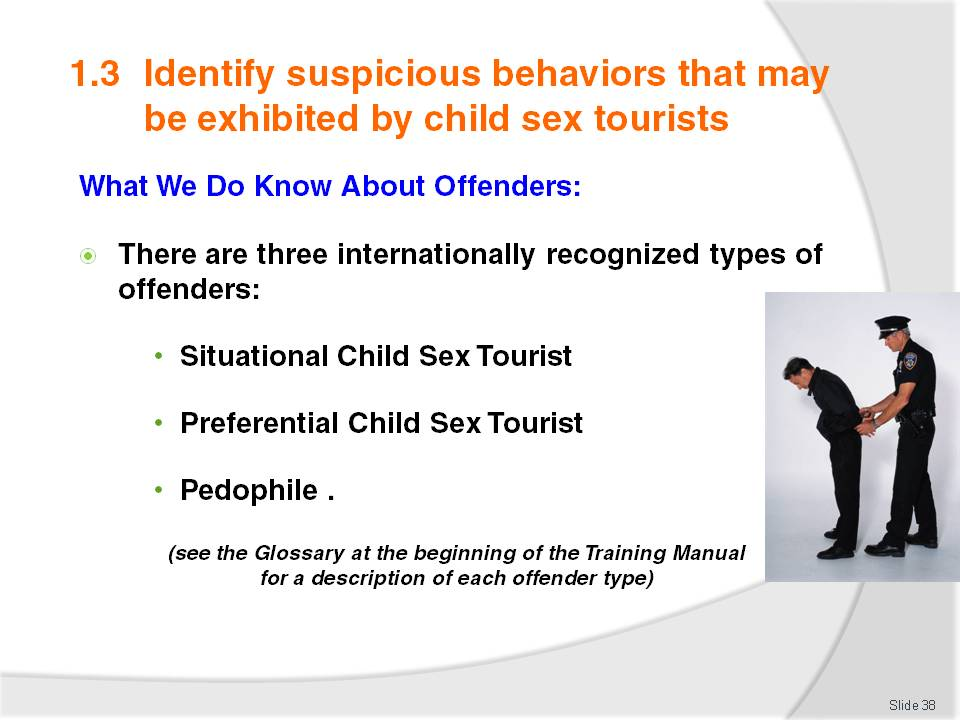 1.3 Identify suspicious behaviors that may
be exhibited by child sex tourists
What We Do Know About Offenders:
There are three internationally recognized types of
offenders:
• Situational Child Sex Tourist
• Preferential Child Sex Tourist
• Pedophile .
(see the Glossary at the beginning of the Training Manual
for a description of each offender type)
Slide 38